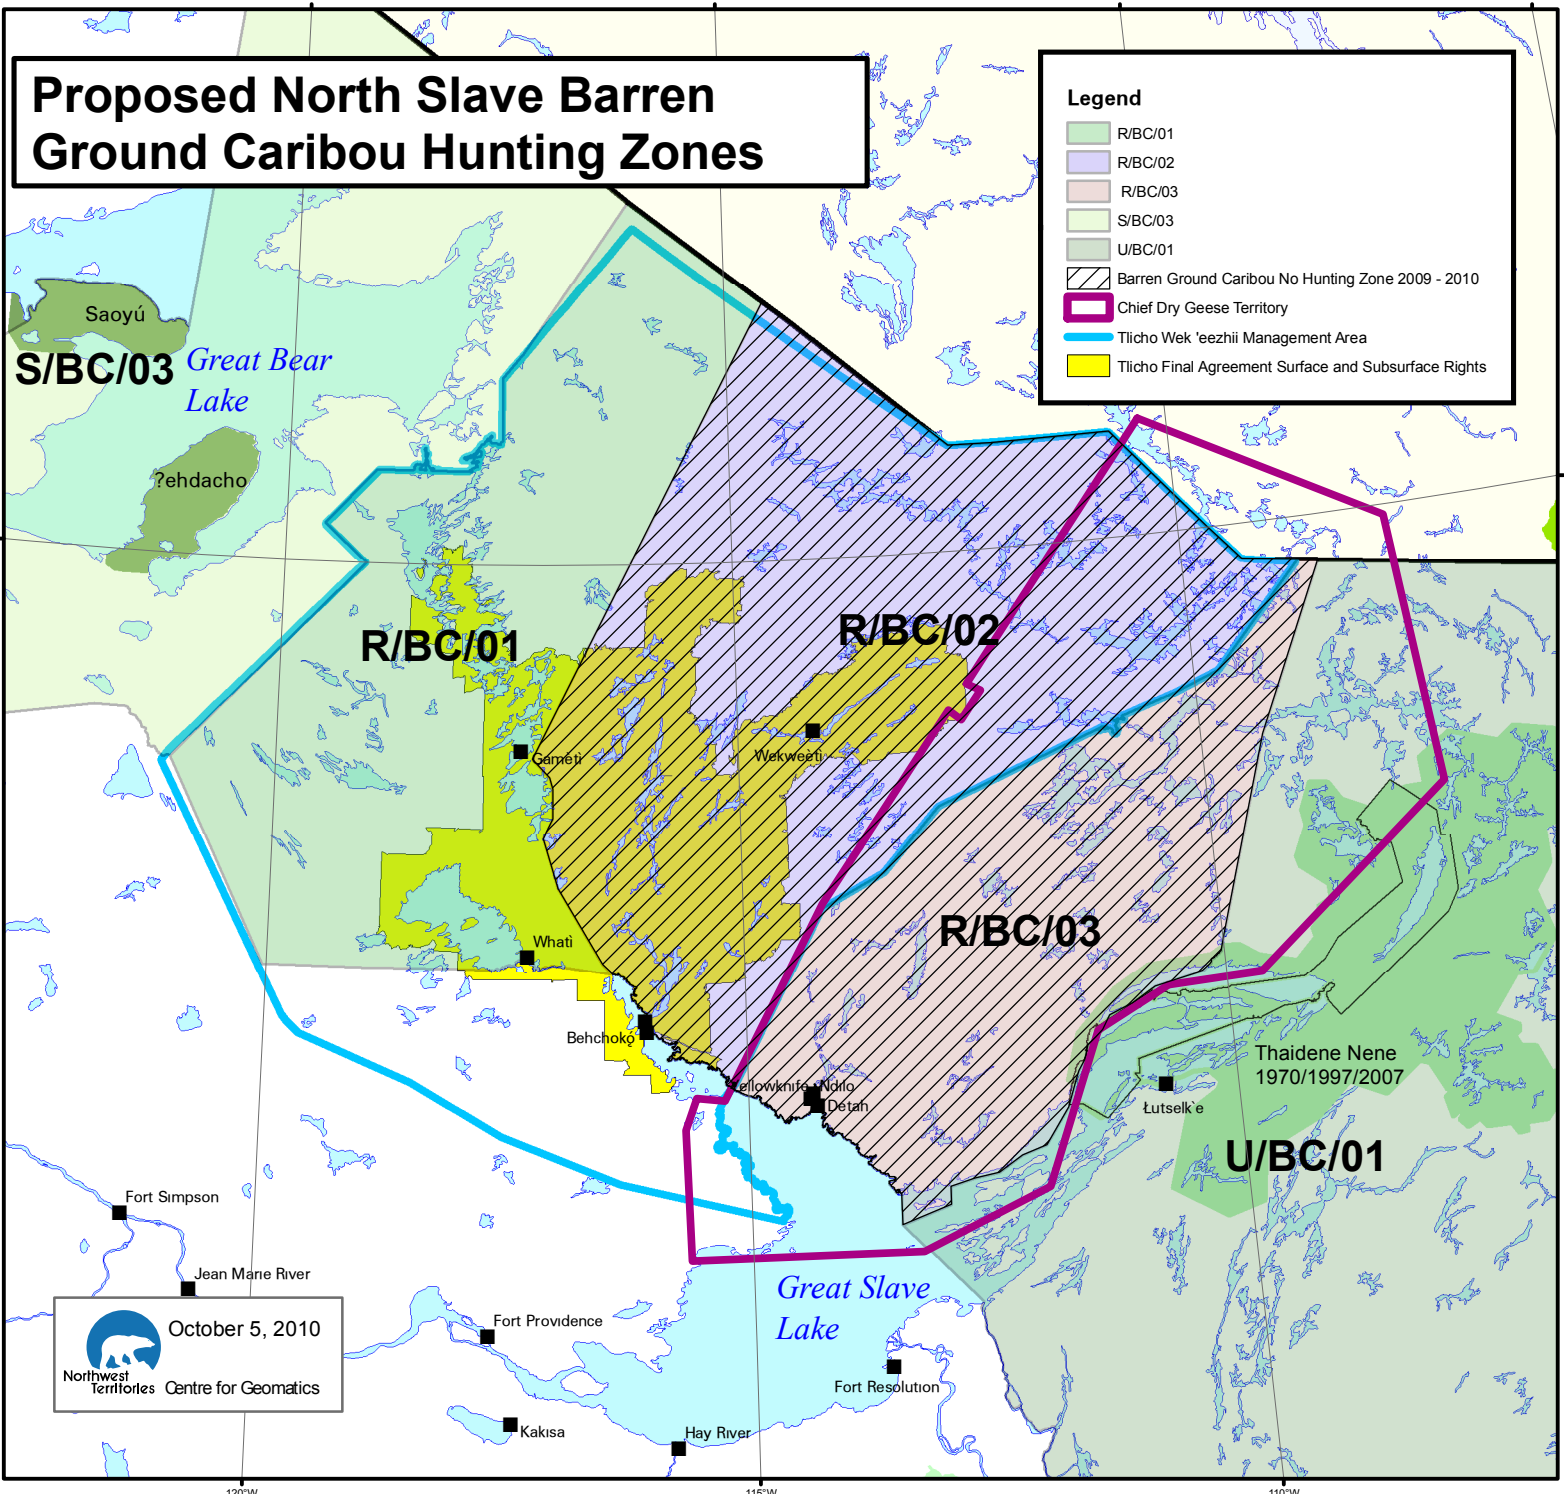 Proposed North Slave Barren
Ground Caribou Hunting Zones
Legend
R/BC/01
R/BC/02
R/BC/03
S/BC/03
U/BC/01
Barren Ground Caribou No Hunting Zone 2009 - 2010
Chief Dry Geese Territory
Tlicho Wek 'eezhii Management Area
Tlicho Final Agreement Surface and Subsurface Rights
Saoyú
S/BC/03
Great Bear
Lake
?ehdacho
R/BC/01
R/BC/02
Gamètì
Wekweètì
R/BC/03
Whatì
Behchokǫ̀
Ndilo
Detah
Thaidene Nene
1970/1997/2007
Łutselk`e
U/BC/01
Fort Simpson
Jean Marie River
Great Slave
Lake
Fort Providence
Fort Resolution
Kakisa
Hay River
October 5, 2010
Northwest
Territories
Centre for Geomatics
120°W
115°W
110°W